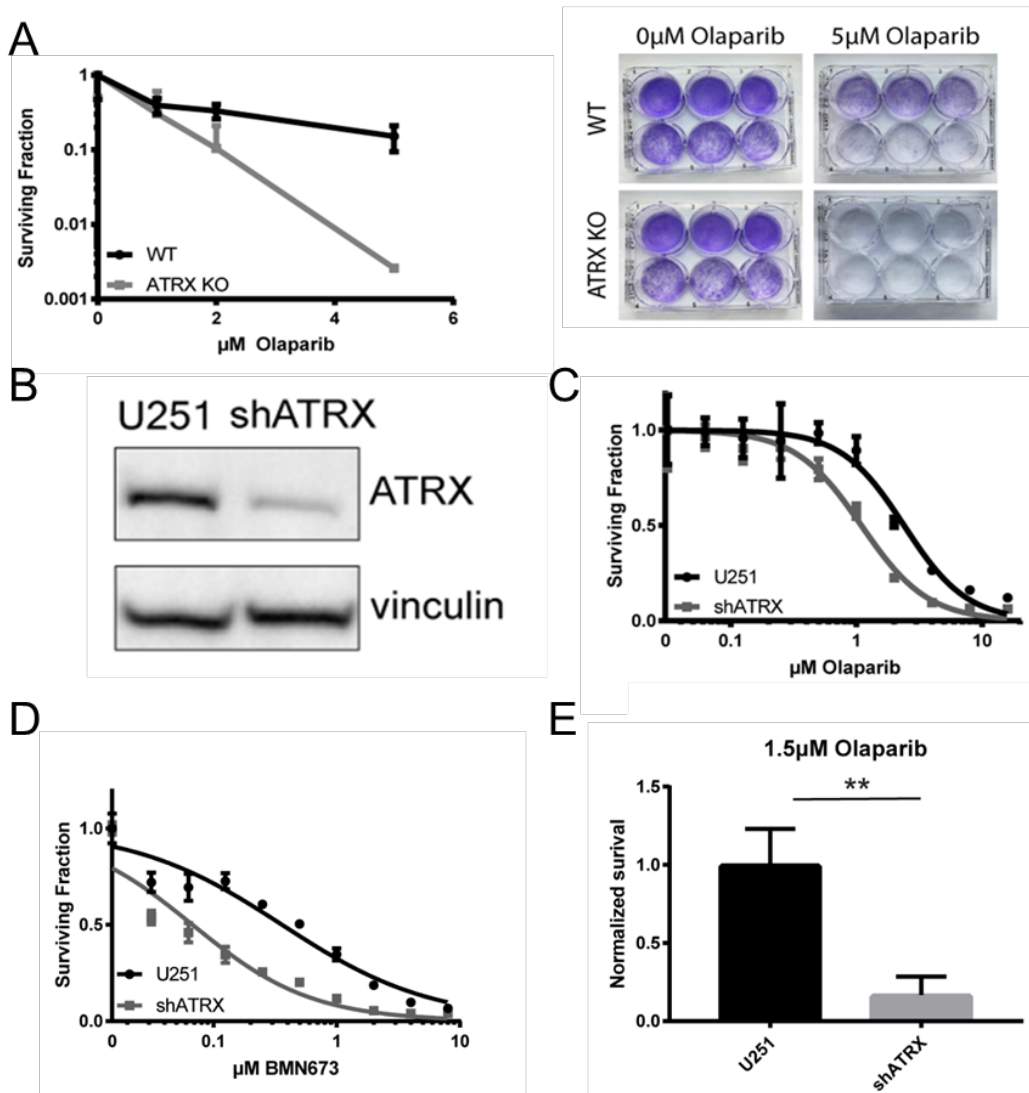 A
1
0.1
0.01
0.001
Surviving Fraction
WT
ATRX KO
0 2 4 6
µM Olaparib
0µM Olaparib 5µM Olaparib
WT
ATRX KO
B
U251 shATRX
ATRX
vinculin
C
1.0
0.5
0.0
Surviving Fraction
U251
shATRX
0 0.1 1 10
µM Olaparib
D
1.0
0.5
0.0
Surviving Fraction
U251
shATRX
0 0.1 1 10
µM BMN673
E
1.5µM Olaparib
**
1.5
1.0
0.5
0.0
Normalized surival
U251
shATRX